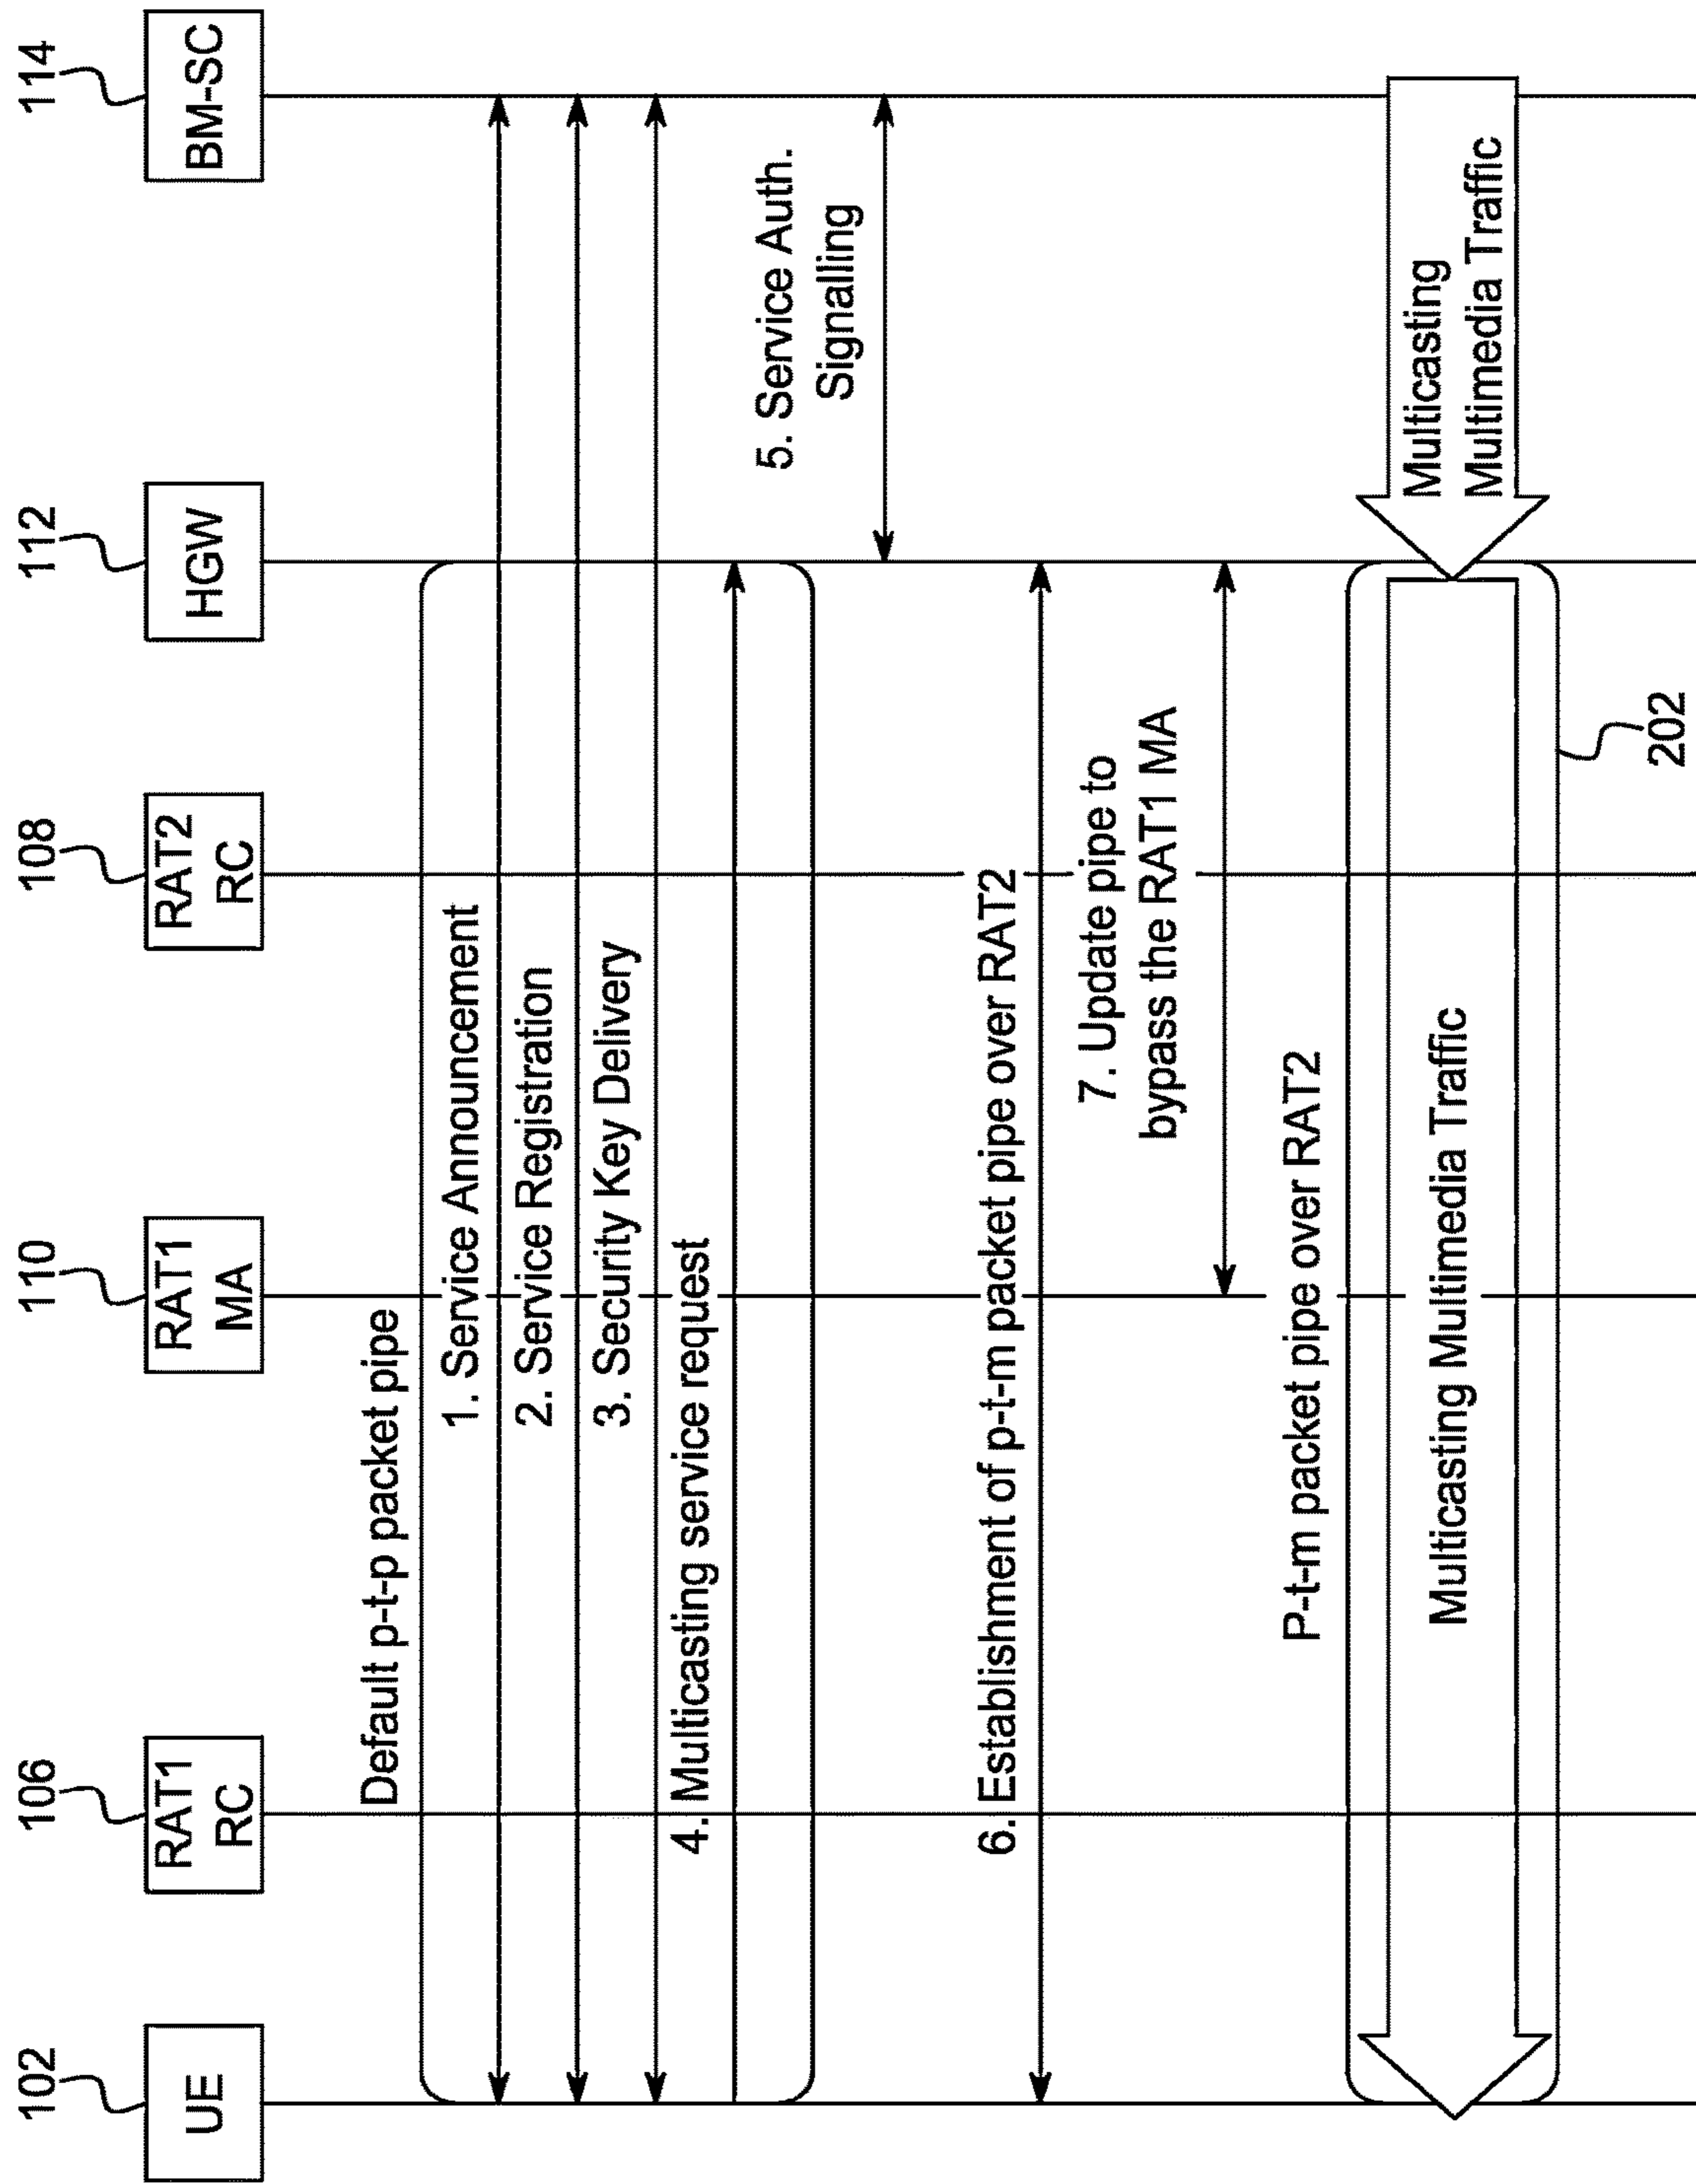 102
106
110
108
112
114
UE
RAT1
RC
RAT1
MA
RAT2
RC
HGW
BM-SC
Default p-t-p packet pipe
1. Service Announcement
2. Service Registration
3. Security Key Delivery
4. Multicasting service request
5. Service Auth.
Signalling
6. Establishment of p-t-m packet pipe over RAT2
7. Update pipe to
bypass the RAT1 MA
P-t-m packet pipe over RAT2
Multicasting Multimedia Traffic
Multicasting
Multimedia Traffic
202